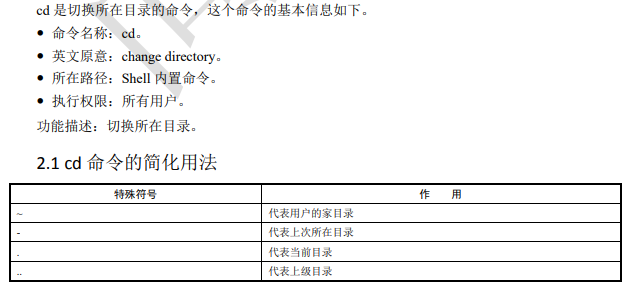 cd 是切换所在目录的命令，这个命令的基本信息如下。
● 命令名称：cd。
● 英文原意：change directory。
● 所在路径：Shell 内置命令。
● 执行权限：所有用户。
功能描述：切换所在目录。
2.1 cd 命令的简化用法
特殊符号 作 用
~ 代表用户的家目录
- 代表上次所在目录
. 代表当前目录
.. 代表上级目录